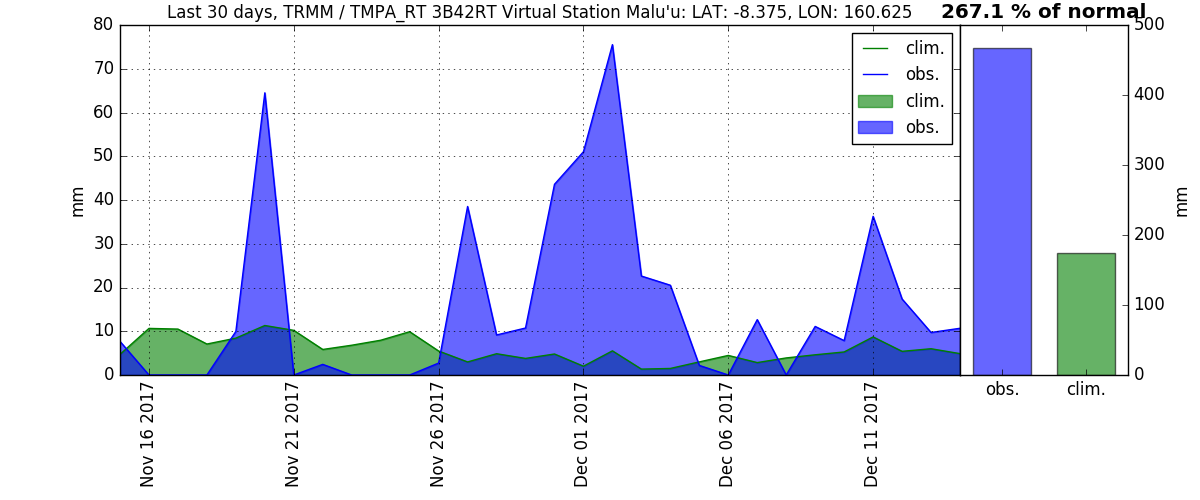 Last 30 days, TRMM / TMPA_RT 3B42RT Virtual Station Malu'u: LAT: -8.375, LON: 160.625
267.1 % of normal
80
70
60
50
40
30
20
10
0
mm
clim.
obs.
clim.
obs.
500
400
300
200
100
0
mm
Nov 16 2017
Nov 21 2017
Nov 26 2017
Dec 01 2017
Dec 06 2017
Dec 11 2017
obs.
clim.